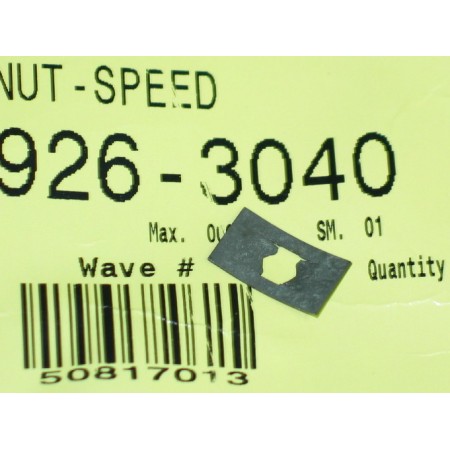 NUT-SPEED
926-3040
Max. SM. 01
Wave # Quantity
50817013